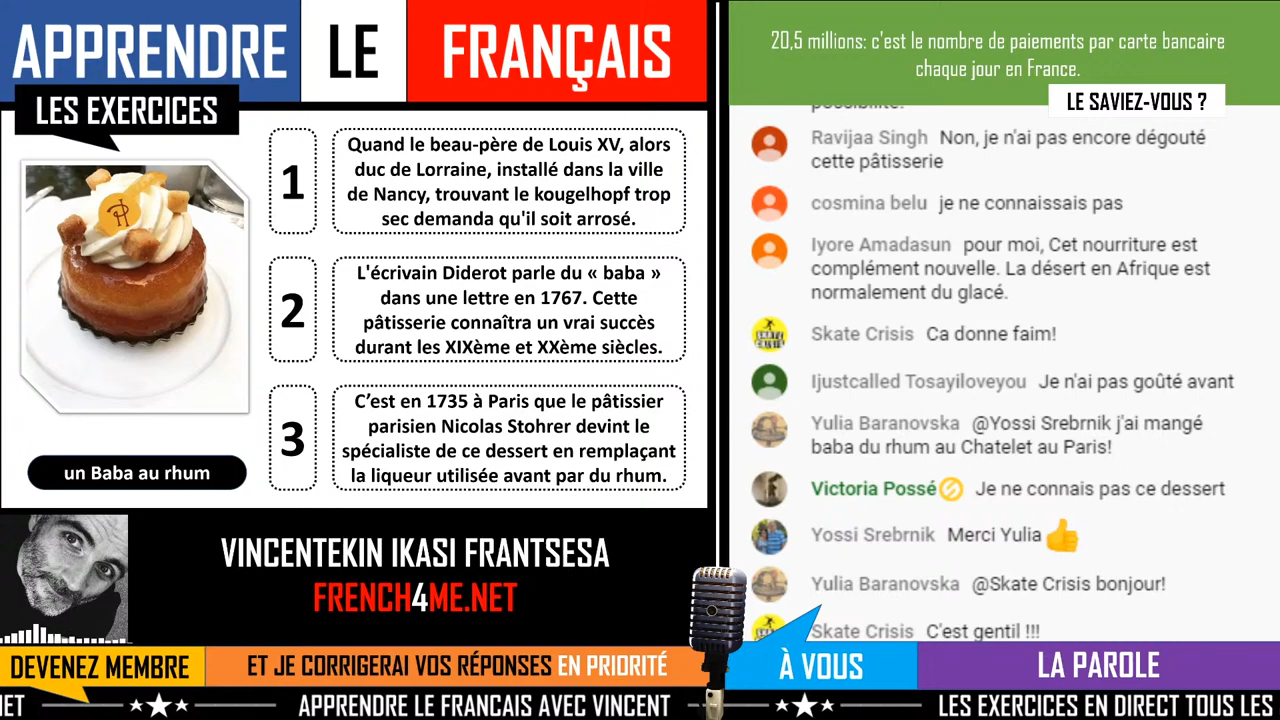 APPRENDRE LE FRANÇAIS
LES EXERCICES
1
Quand le beau-père de Louis XV, alors
duc de Lorraine, installé dans la ville
de Nancy, trouvant le kougelhopf trop
sec demanda qu'il soit arrosé.
2
L'écrivain Diderot parle du « baba »
dans une lettre en 1767. Cette
pâtisserie connaîtra un vrai succès
durant les XIXème et XXème siècles.
3
C'est en 1735 à Paris que le pâtissier
parisien Nicolas Stohrer devint le
spécialiste de ce dessert en remplaçant
la liqueur utilisée avant par du rhum.
un Baba au rhum
VINCENTEKIN IKASI FRANTSESA
FRENCH4ME.NET
DEVENEZ MEMBRE
ET JE CORRIGERAI VOS RÉPONSES EN PRIORITÉ
20,5 millions: c'est le nombre de paiements par carte bancaire
chaque jour en France.
LE SAVIEZ-VOUS ?
possibilité.
Ravijaa Singh Non, je n'ai pas encore dégouté
cette pâtisserie
cosmina belu je ne connaissais pas
Iyore Amadasun pour moi, Cet nourriture est
complément nouvelle. La désert en Afrique est
normalement du glacé.
Skate Crisis Ca donne faim!
Ijustcalled Tosayiloveyou Je n'ai pas goûté avant
Yulia Baranovska @Yossi Srebrnik j'ai mangé
baba du rhum au Chatelet au Paris!
Victoria Possé Je ne connais pas ce dessert
Yossi Srebrnik Merci Yulia
Yulia Baranovska @Skate Crisis bonjour!
Skate Crisis C'est gentil !!!
À VOUS
LA PAROLE
NET
APPRENDRE LE FRANCAIS AVEC VINCENT
LES EXERCICES EN DIRECT TOUS LES